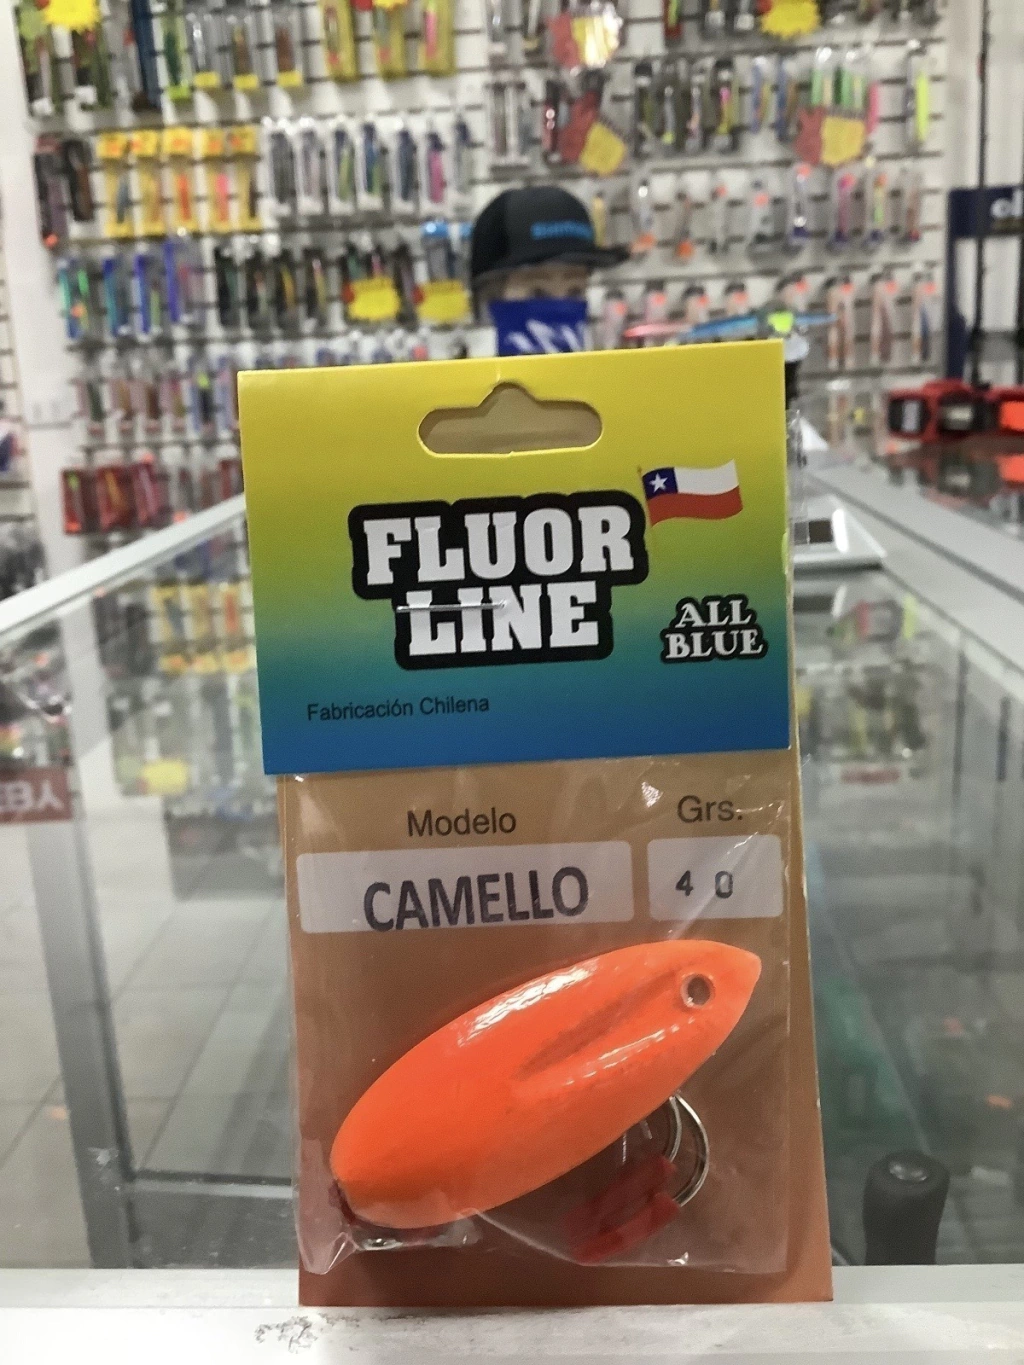 FLUOR
LINE
ALL
BLUE
Fabricación Chilena
Modelo
Grs.
CAMELLO
4 0